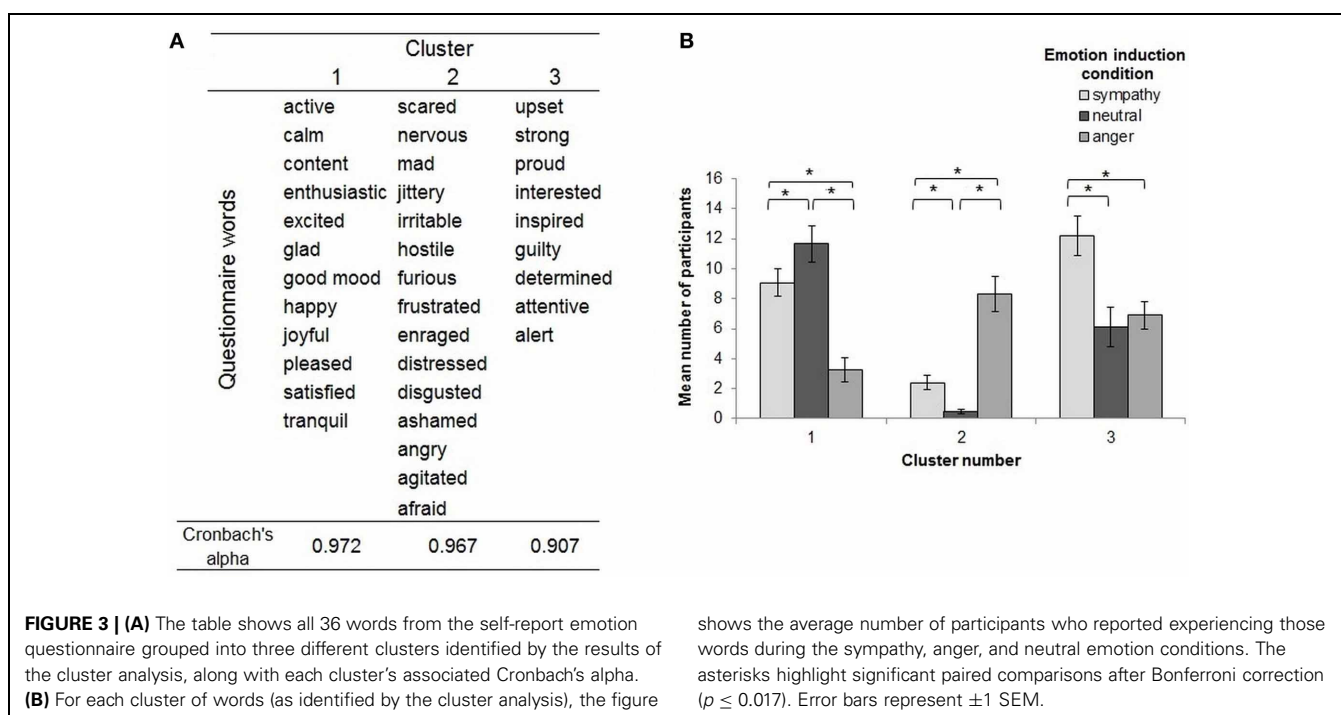 A
Cluster
1 2 3
Questionnaire words
active scared upset
calm nervous strong
content mad proud
enthusiastic jittery interested
excited irritable inspired
glad hostile guilty
good mood furious determined
happy frustrated attentive
joyful enraged alert
pleased distressed
satisfied disgusted
tranquil ashamed
angry
agitated
afraid
Cronbach's
alpha
0.972 0.967 0.907
B
Emotion induction
condition
sympathy
neutral
anger
Mean number of participants
16
14
12
10
8
6
4
2
0
* * *
* * *
* *
1 2 3
Cluster number
FIGURE 3 | (A) The table shows all 36 words from the self-report emotion
questionnaire grouped into three different clusters identified by the results of
the cluster analysis, along with each cluster's associated Cronbach's alpha.
(B) For each cluster of words (as identified by the cluster analysis), the figure
shows the average number of participants who reported experiencing those
words during the sympathy, anger, and neutral emotion conditions. The
asterisks highlight significant paired comparisons after Bonferroni correction
(p ≤ 0.017). Error bars represent ±1 SEM.